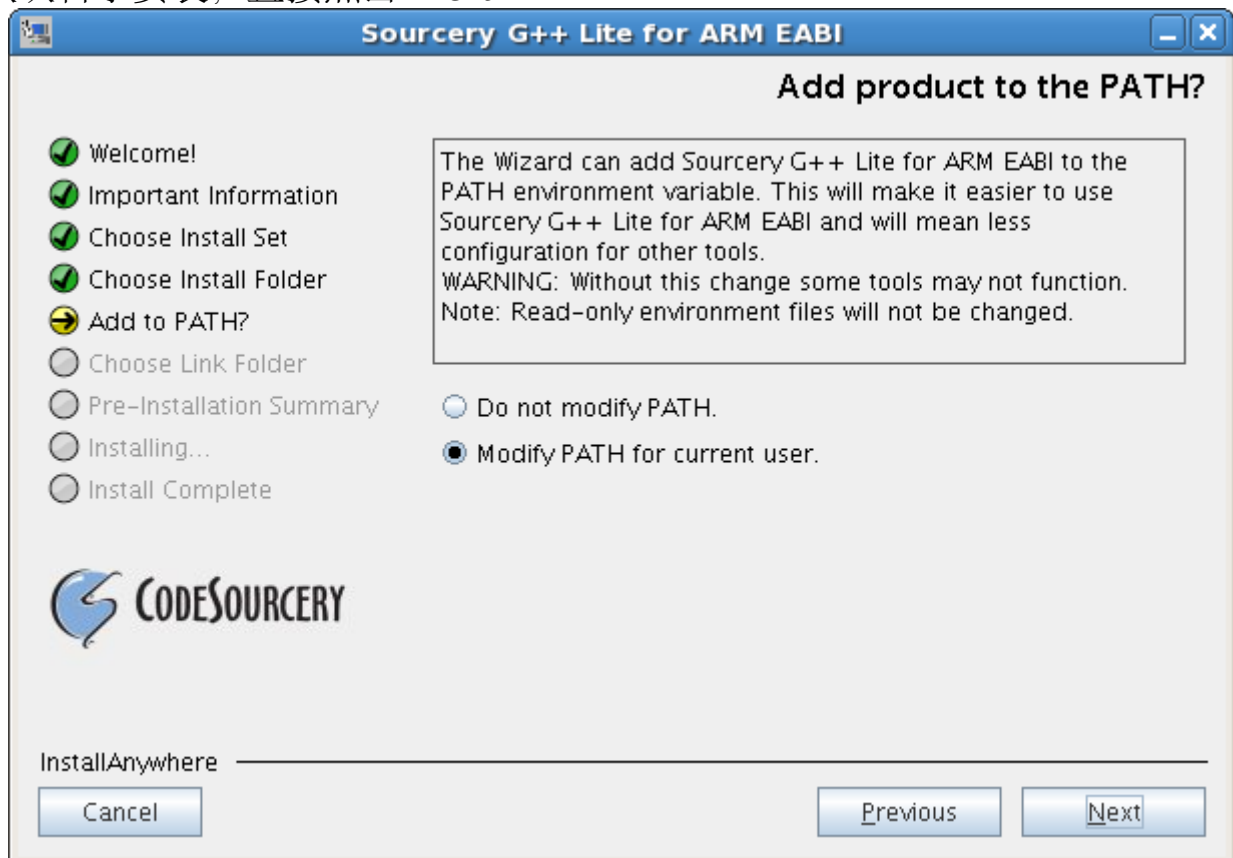 Sourcery G++ Lite for ARM EABI
Add product to the PATH?
Welcome!
Important Information
Choose Install Set
Choose Install Folder
Add to PATH?
Choose Link Folder
Pre-Installation Summary
Installing...
Install Complete
The Wizard can add Sourcery G++ Lite for ARM EABI to the
PATH environment variable. This will make it easier to use
Sourcery G++ Lite for ARM EABI and will mean less
configuration for other tools.
WARNING: Without this change some tools may not function.
Note: Read-only environment files will not be changed.
Do not modify PATH.
Modify PATH for current user.
CODESOURCERY
InstallAnywhere
Cancel
Previous
Next